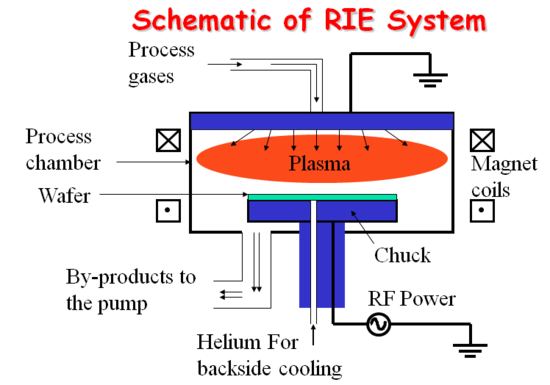 Schematic of RIE System
Process
gases
Process
chamber
Plasma
Magnet
coils
Wafer
Chuck
By-products to
the pump
RF Power
Helium For
backside cooling